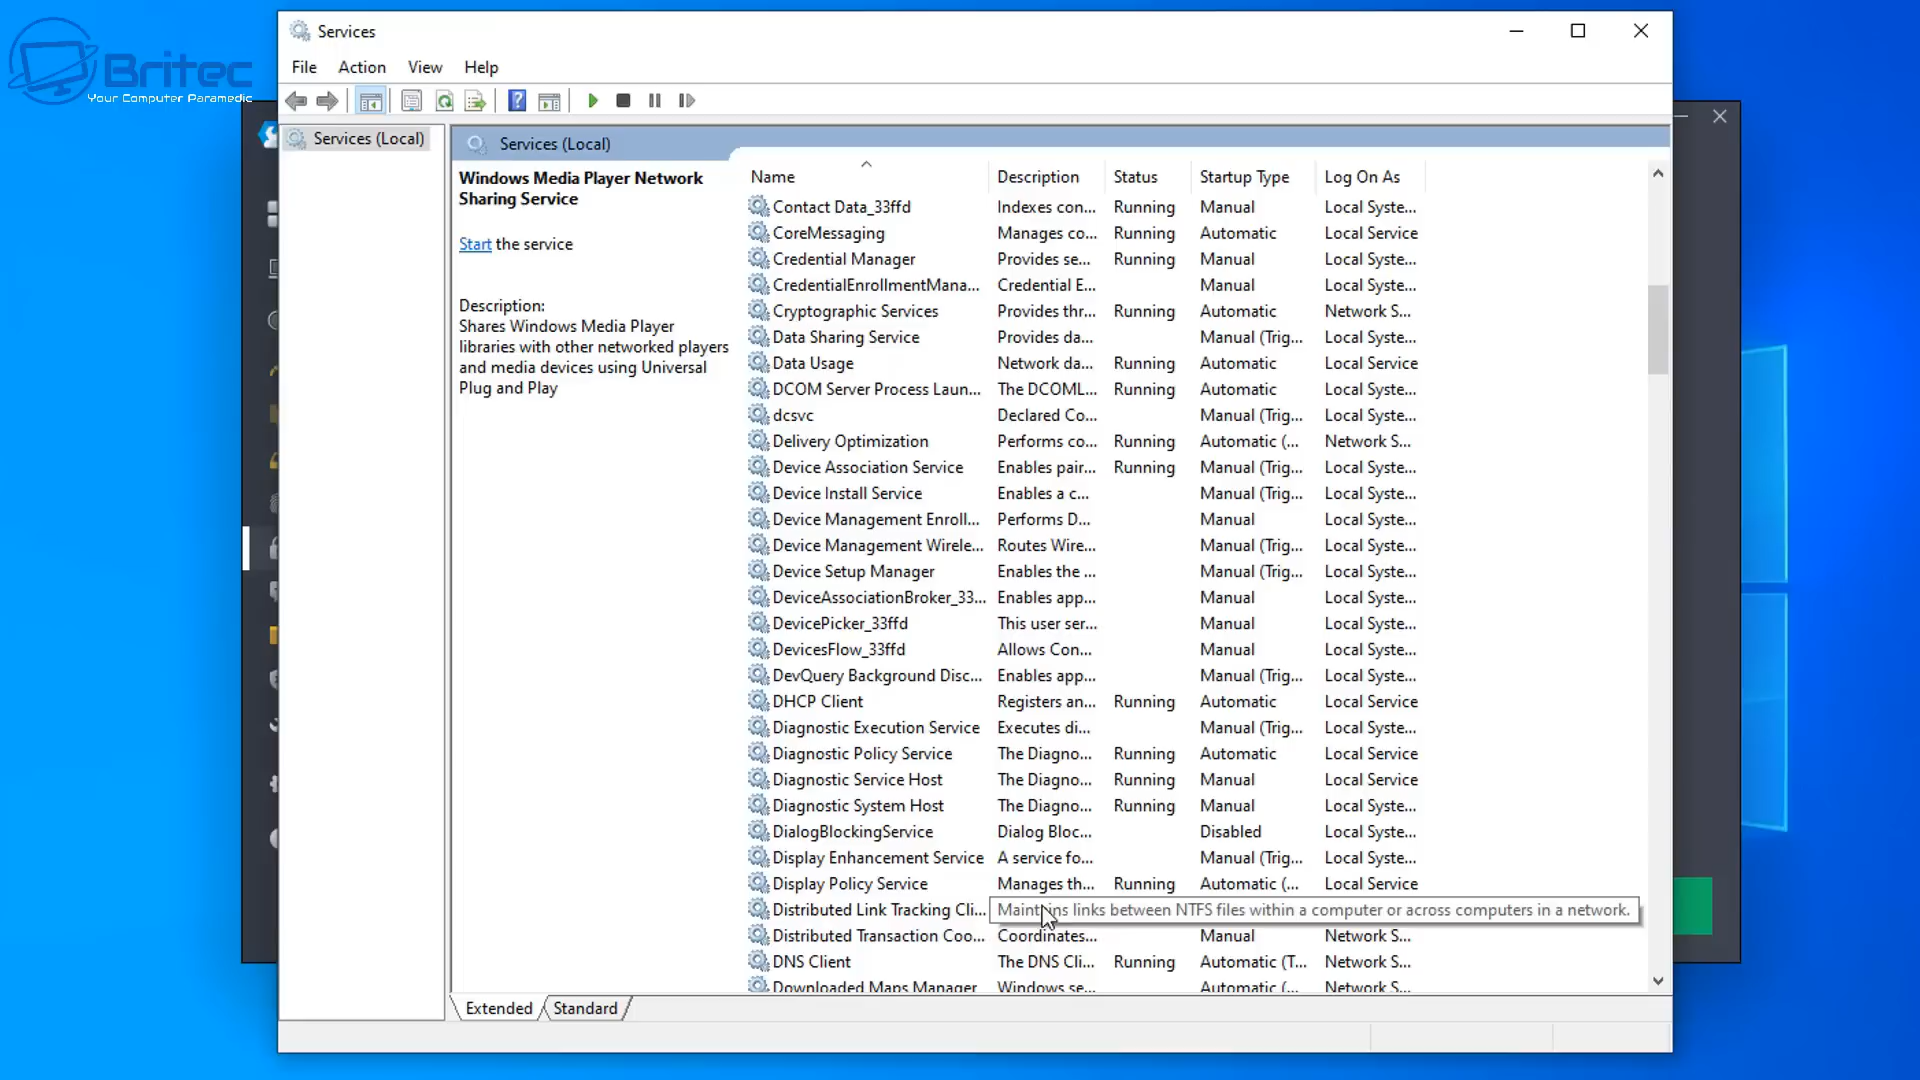 Britec
Your Computer Paramedic
Services
File Action View Help
Services (Local)
Services (Local)
Windows Media Player Network
Sharing Service
Start the service
Description:
Shares Windows Media Player
libraries with other networked players
and media devices using Universal
Plug and Play
Name Description Status Startup Type Log On As
Contact Data_33ffd Indexes con... Running Manual Local Syste...
CoreMessaging Manages co... Running Automatic Local Service
Credential Manager Provides se... Running Manual Local Syste...
CredentialEnrollmentMana... Credential E... Manual Local Syste...
Cryptographic Services Provides thr... Running Automatic Network S...
Data Sharing Service Provides da... Manual (Trig... Local Syste...
Data Usage Network da... Running Automatic Local Service
DCOM Server Process Laun... The DCOML... Running Automatic Local Syste...
dcsvc Declared Co... Manual (Trig... Local Syste...
Delivery Optimization Performs co... Running Automatic (... Network S...
Device Association Service Enables pair... Running Manual (Trig... Local Syste...
Device Install Service Enables a c... Manual (Trig... Local Syste...
Device Management Enroll... Performs D... Manual Local Syste...
Device Management Wirele... Routes Wire... Manual (Trig... Local Syste...
Device Setup Manager Enables the ... Manual (Trig... Local Syste...
DeviceAssociationBroker_33... Enables app... Manual Local Syste...
DevicePicker_33ffd This user ser... Manual Local Syste...
DevicesFlow_33ffd Allows Con... Manual Local Syste...
DevQuery Background Disc... Enables app... Manual (Trig... Local Syste...
DHCP Client Registers an... Running Automatic Local Service
Diagnostic Execution Service Executes di... Manual (Trig... Local Syste...
Diagnostic Policy Service The Diagno... Running Automatic Local Service
Diagnostic Service Host The Diagno... Running Manual Local Service
Diagnostic System Host The Diagno... Running Manual Local Syste...
DialogBlockingService Dialog Bloc... Disabled Local Syste...
Display Enhancement Service A service fo... Manual (Trig... Local Syste...
Display Policy Service Manages th... Running Automatic (... Local Service
Distributed Link Tracking Cli... Maintains links between NTFS files within a computer or across computers in a network.
Distributed Transaction Coo... Coordinates... Manual Network S...
DNS Client The DNS Cli... Running Automatic (T... Network S...
Downloaded Maps Manager Windows se... Automatic (... Network S...
Extended Standard